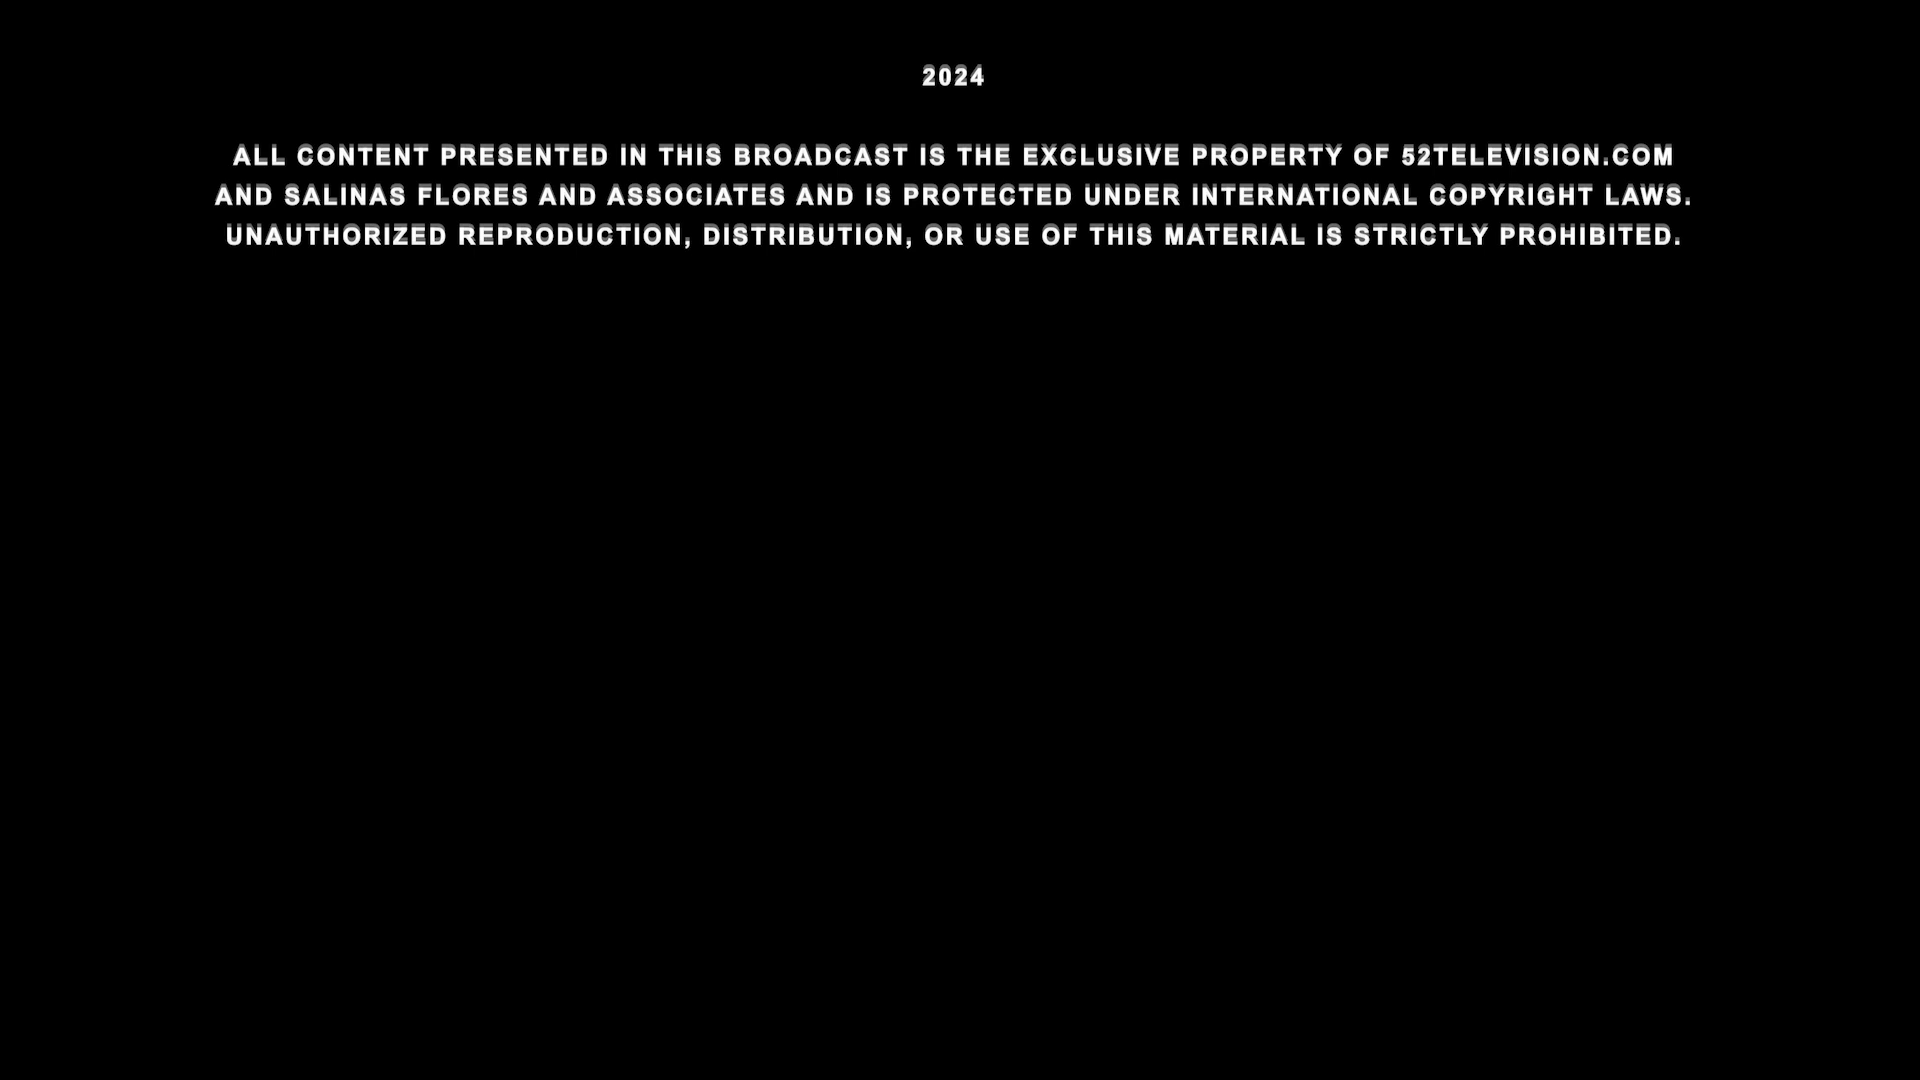 2024
ALL CONTENT PRESENTED IN THIS BROADCAST IS THE EXCLUSIVE PROPERTY OF 52TELEVISION.COM
AND SALINAS FLORES AND ASSOCIATES AND IS PROTECTED UNDER INTERNATIONAL COPYRIGHT LAWS.
UNAUTHORIZED REPRODUCTION, DISTRIBUTION, OR USE OF THIS MATERIAL IS STRICTLY PROHIBITED.